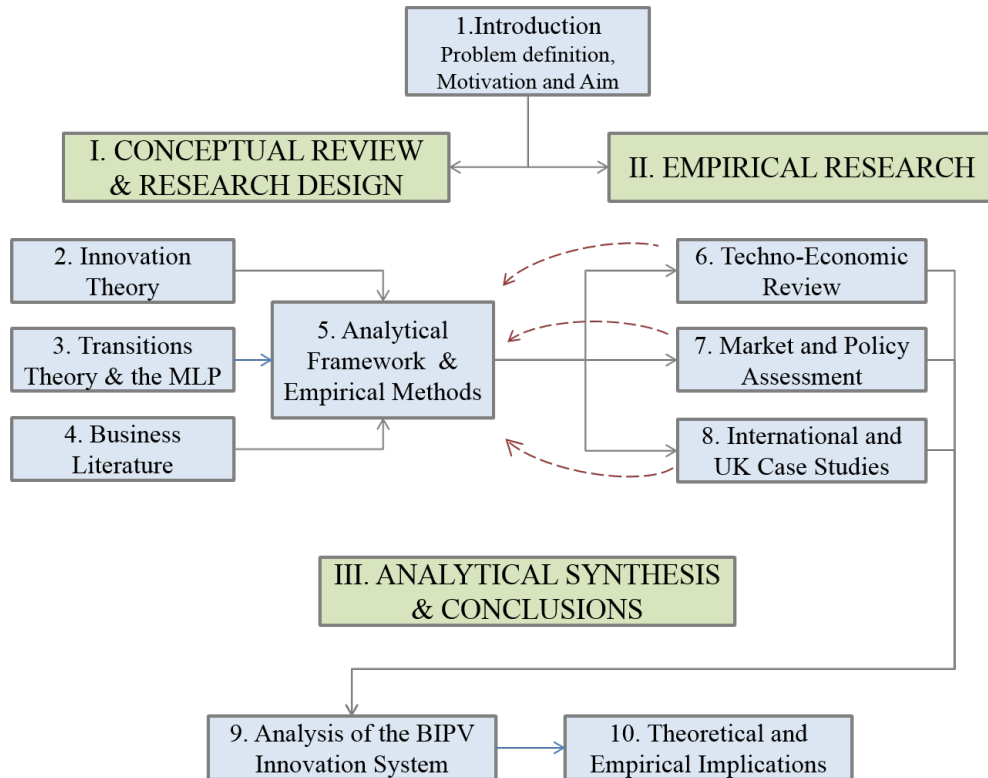 1.Introduction
Problem definition,
Motivation and Aim
I. CONCEPTUAL REVIEW
& RESEARCH DESIGN
II. EMPIRICAL RESEARCH
2. Innovation
Theory
3. Transitions
Theory & the MLP
4. Business
Literature
5. Analytical
Framework & 
Empirical Methods
6. Techno-Economic
Review
7. Market and Policy
Assessment
8. International and
UK Case Studies
III. ANALYTICAL SYNTHESIS
& CONCLUSIONS
9. Analysis of the BIPV
Innovation System
10. Theoretical and
Empirical Implications